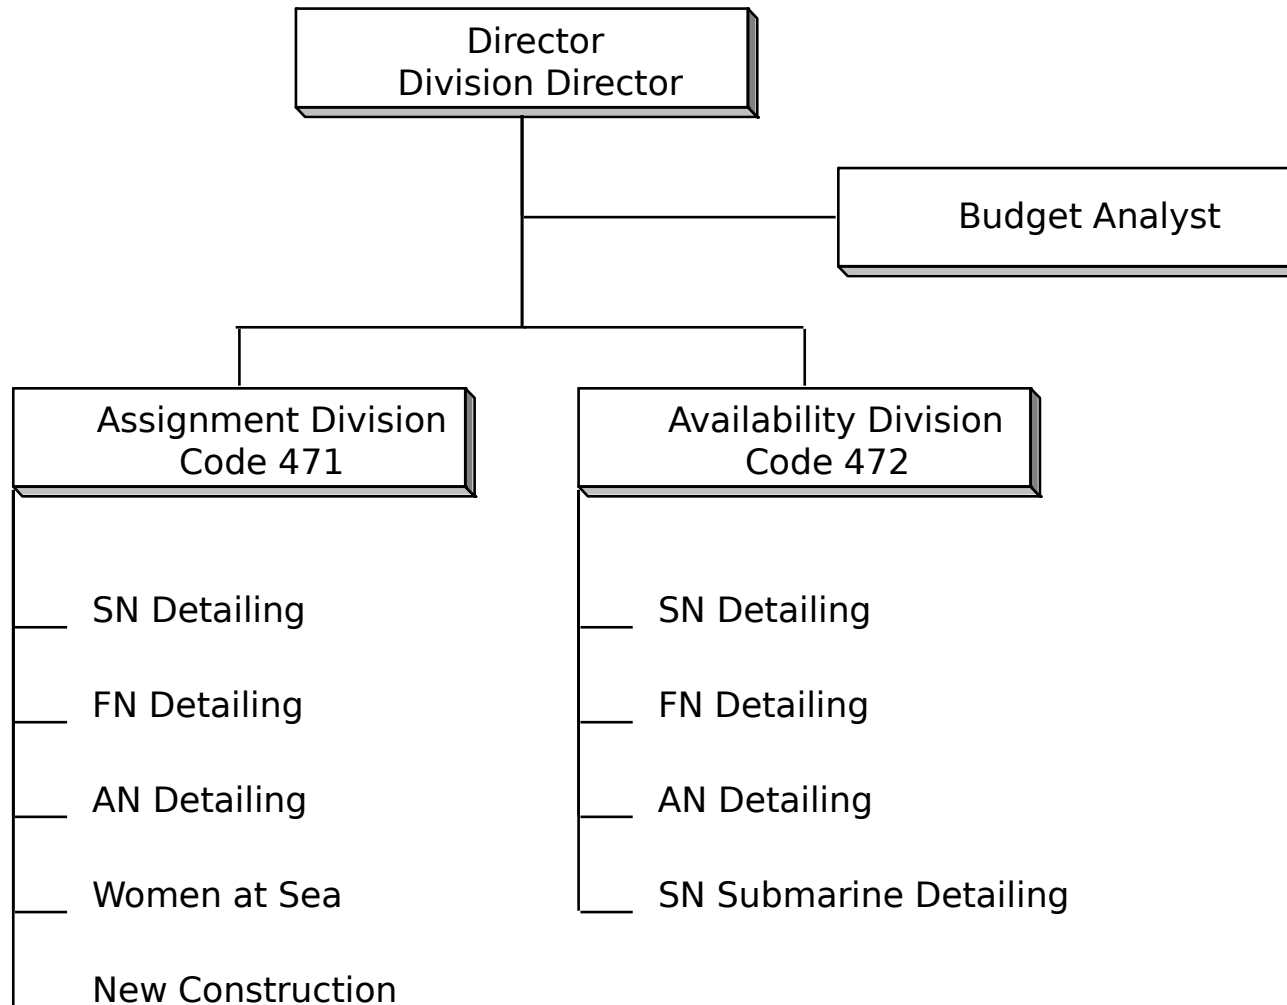 Director
Division Director
Budget Analyst
Assignment Division
Code 471
Availability Division
Code 472
SN Detailing
FN Detailing
AN Detailing
Women at Sea
New Construction
SN Detailing
FN Detailing
AN Detailing
SN Submarine Detailing